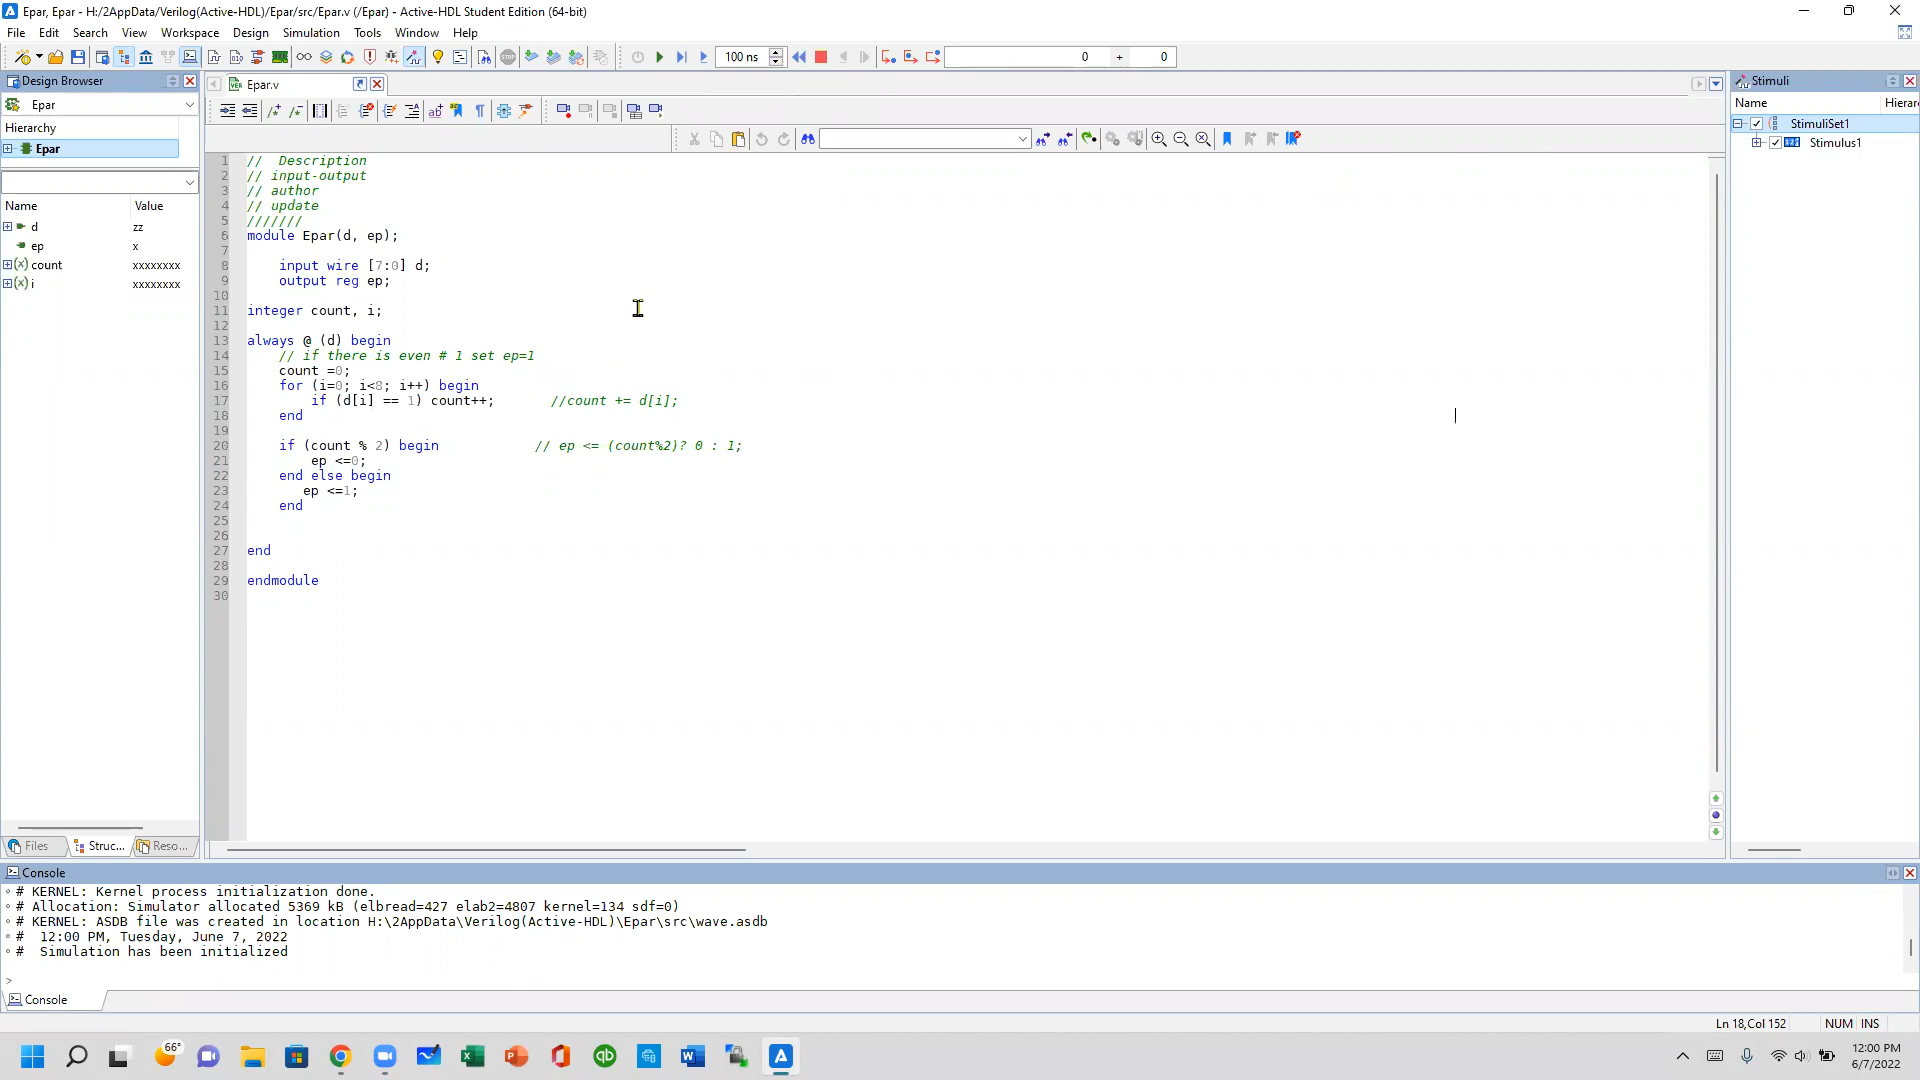 Epar, Epar - H:/2AppData/Verilog(Active-HDL)/Epar/src/Epar.v (/Epar) - Active-HDL Student Edition (64-bit)
File Edit Search View Workspace Design Simulation Tools Window Help
100 ns
0 + 0
Design Browser
Epar
Hierarchy
Epar
Name Value
d zz
ep x
count xxxxxxxx
i xxxxxxxx
Files Struc... Reso...
Epar.v
1 // Description
2 // input-output
3 // author
4 // update
5 ///////
6 module Epar(d, ep);
7
8 input wire [7:0] d;
9 output reg ep;
10
11 integer count, i;
12
13 always @ (d) begin
14 // if there is even # 1 set ep=1
15 count =0;
16 for (i=0; i<8; i++) begin
17 if (d[i] == 1) count++; //count += d[i];
18 end
19
20 if (count % 2) begin // ep <= (count%2)? 0 : 1;
21 ep <=0;
22 end else begin
23 ep <=1;
24 end
25
26
27 end
28
29 endmodule
30
Stimuli
Name Hierar
StimuliSet1
Stimulus1
Console
# KERNEL: Kernel process initialization done.
# Allocation: Simulator allocated 5369 kB (elbread=427 elab2=4807 kernel=134 sdf=0)
# KERNEL: ASDB file was created in location H:\2AppData\Verilog(Active-HDL)\Epar\src\wave.asdb
# 12:00 PM, Tuesday, June 7, 2022
# Simulation has been initialized
>
Console
Ln 18,Col 152 NUM INS
66°
12:00 PM
6/7/2022